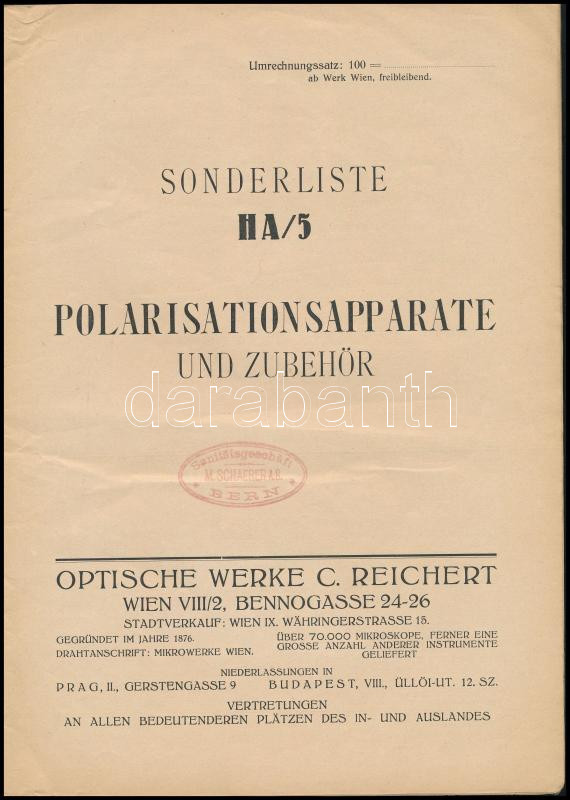 Umrechnungssatz: 100 =
ab Werk Wien, freibleibend.
SONDERLISTE
HA/5
POLARISATIONSAPPARATE
UND ZUBEHÖR
darabanth
Sanitätsgeschäft
M. SCHAERER A.G.
BERN
OPTISCHE WERKE C. REICHERT
WIEN VIII/2, BENNOGASSE 24-26
STADTVERKAUF: WIEN IX. WÄHRINGERSTRASSE 15.
GEGRÜNDET IM JAHRE 1876.
DRAHTANSCHRIFT: MIKROWERKE WIEN.
ÜBER 70.000 MIKROSKOPE, FERNER EINE
GROSSE ANZAHL ANDERER INSTRUMENTE
GELIEFERT
NIEDERLASSUNGEN IN
PRAG, II., GERSTENGASSE 9 BUDAPEST, VIII., ÜLLÖI-UT. 12. SZ.
VERTRETUNGEN
AN ALLEN BEDEUTENDEREN PLÄTZEN DES IN- UND AUSLANDES